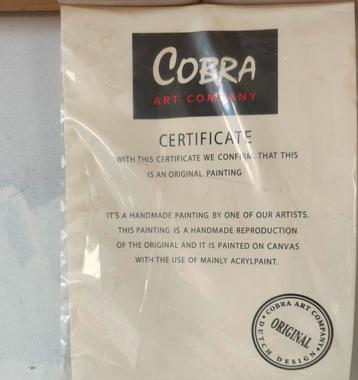 COBRA
ART COMPANY
CERTIFICATE
WITH THIS CERTIFICATE WE CONFIRM, THAT THIS
IS AN ORIGINAL PAINTING
IT'S A HANDMADE PAINTING BY ONE OF OUR ARTISTS.
THIS PAINTING IS A HANDMADE REPRODUCTION
OF THE ORIGINAL AND IT IS PAINTED ON CANVAS
WITH THE USE OF MAINLY ACRYLPAINT.
COBRA ART COMPANY
ORIGINAL
DUTCH DESIGN